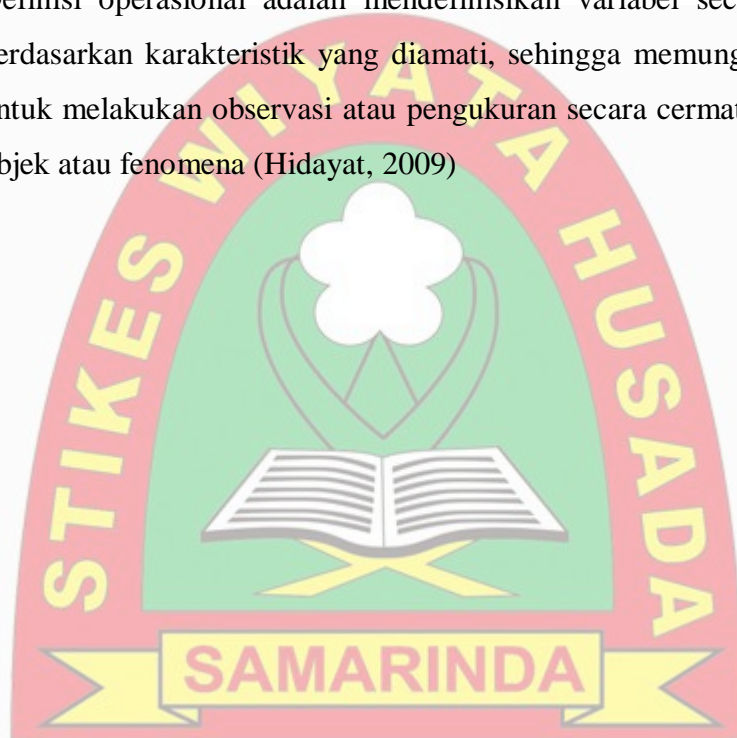 efinisi operasional adalah mendefinisikan variabel sec
erdasarkan karakteristik yang diamati, sehingga memung
ntuk melakukan observasi atau pengukuran secara cermat
bjek atau fenomena (Hidayat, 2009)
STIKES WIYATA HUSADA
SAMARINDA